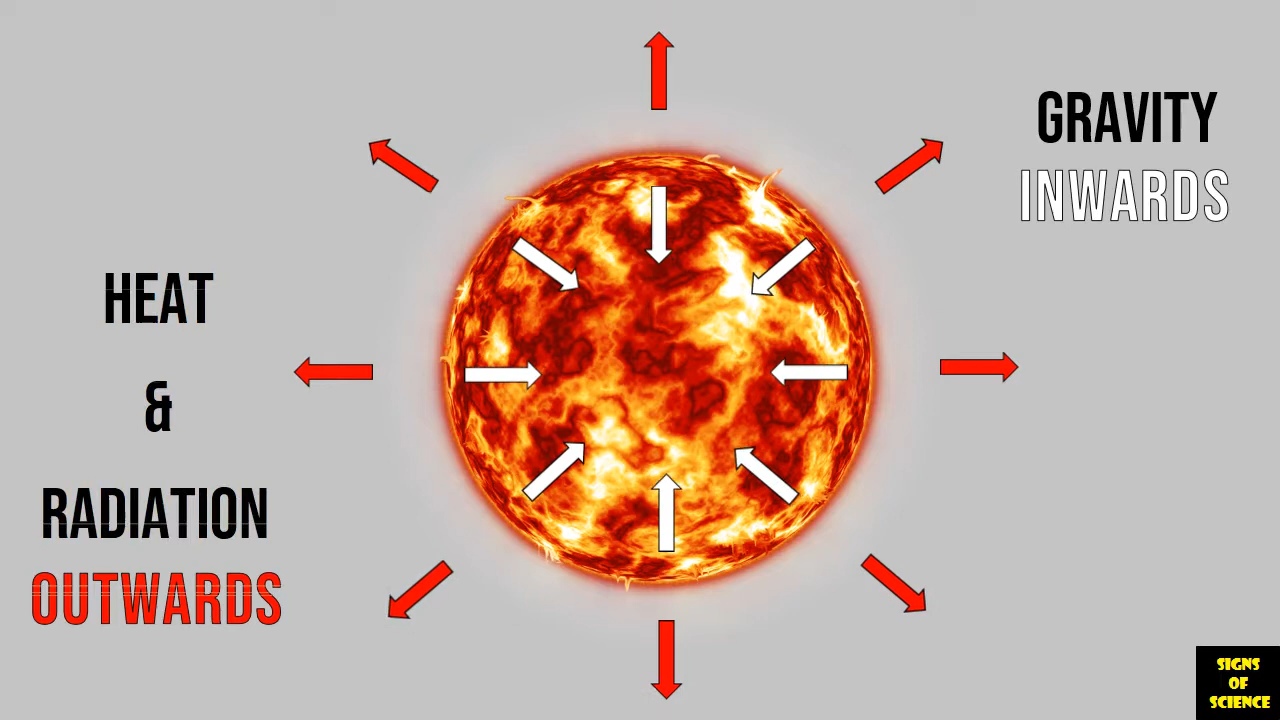 GRAVITY
INWARDS
HEAT
&
RADIATION
OUTWARDS
SIGNS
OF
SCIENCE